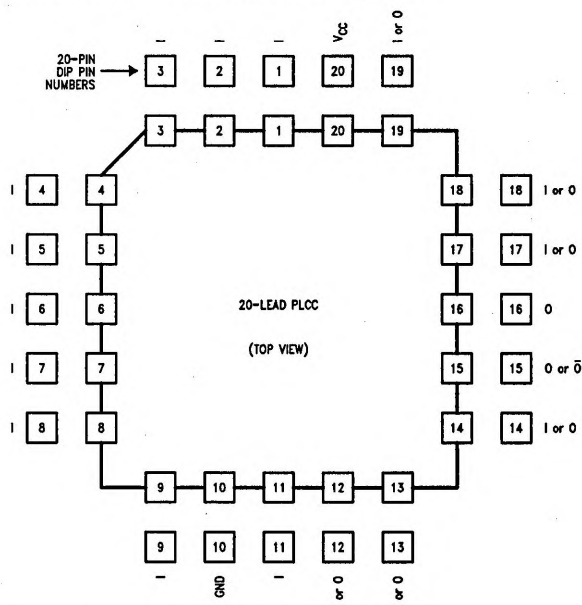 I I I VCC I or O
20-PIN
DIP PIN
NUMBERS
3 2 1 20 19
3 2 1 20 19
I 4 4 18 18 I or O
I 5 5 17 17 I or O
I 6 6 16 16 O
I 7 7 15 15 O or O̅
I 8 8 14 14 I or O
20-LEAD PLCC
(TOP VIEW)
9 10 11 12 13
9 10 11 12 13
I GND I or O or O